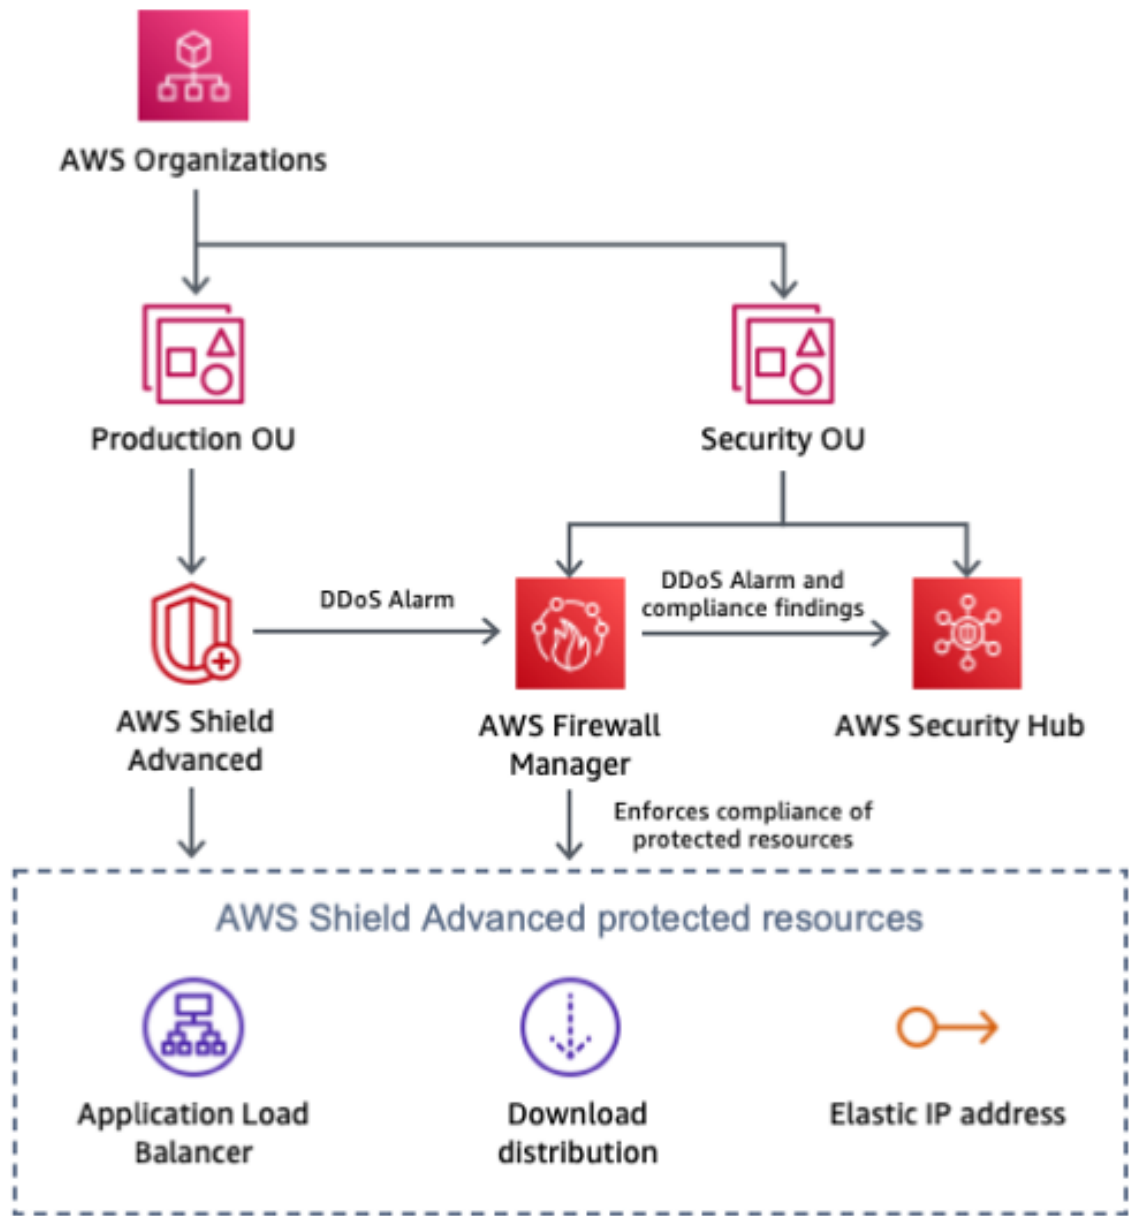 AWS Organizations
Production OU
Security OU
DDoS Alarm
DDoS Alarm and
compliance findings
AWS Shield
Advanced
AWS Firewall
Manager
AWS Security Hub
Enforces compliance of
protected resources
AWS Shield Advanced protected resources
Application Load
Balancer
Download
distribution
Elastic IP address